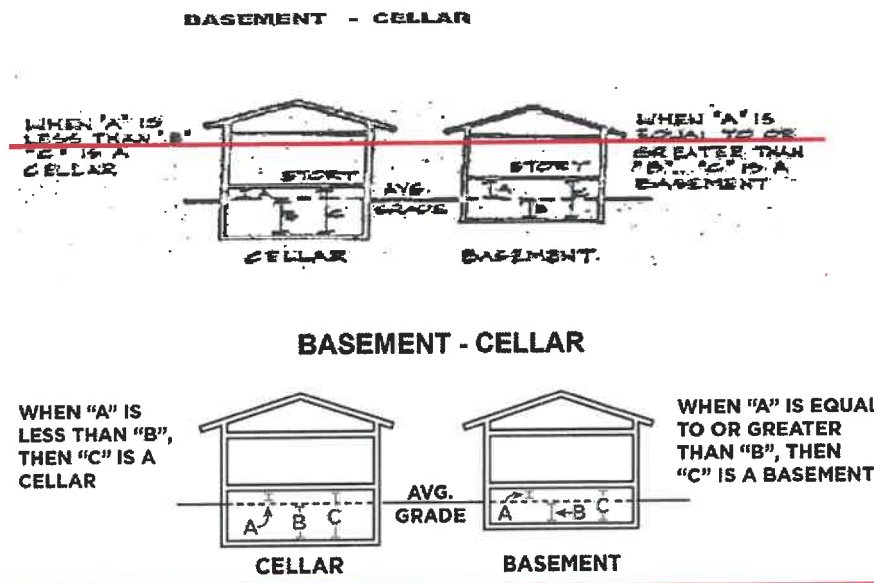 BASEMENT - CELLAR
WHEN "A" IS
LESS THAN "B"
"C" IS A
CELLAR
WHEN "A" IS
EQUAL TO OR
GREATER THAN
"B"... "C" IS A
BASEMENT
STORY
STORY
A
B
C
AVG.
GRADE
A
B
C
CELLAR
BASEMENT.
BASEMENT - CELLAR
WHEN “A” IS
LESS THAN “B”,
THEN “C” IS A
CELLAR
WHEN “A” IS EQUAL
TO OR GREATER
THAN “B”, THEN
“C” IS A BASEMENT
A
B
C
AVG.
GRADE
A
B
C
CELLAR
BASEMENT